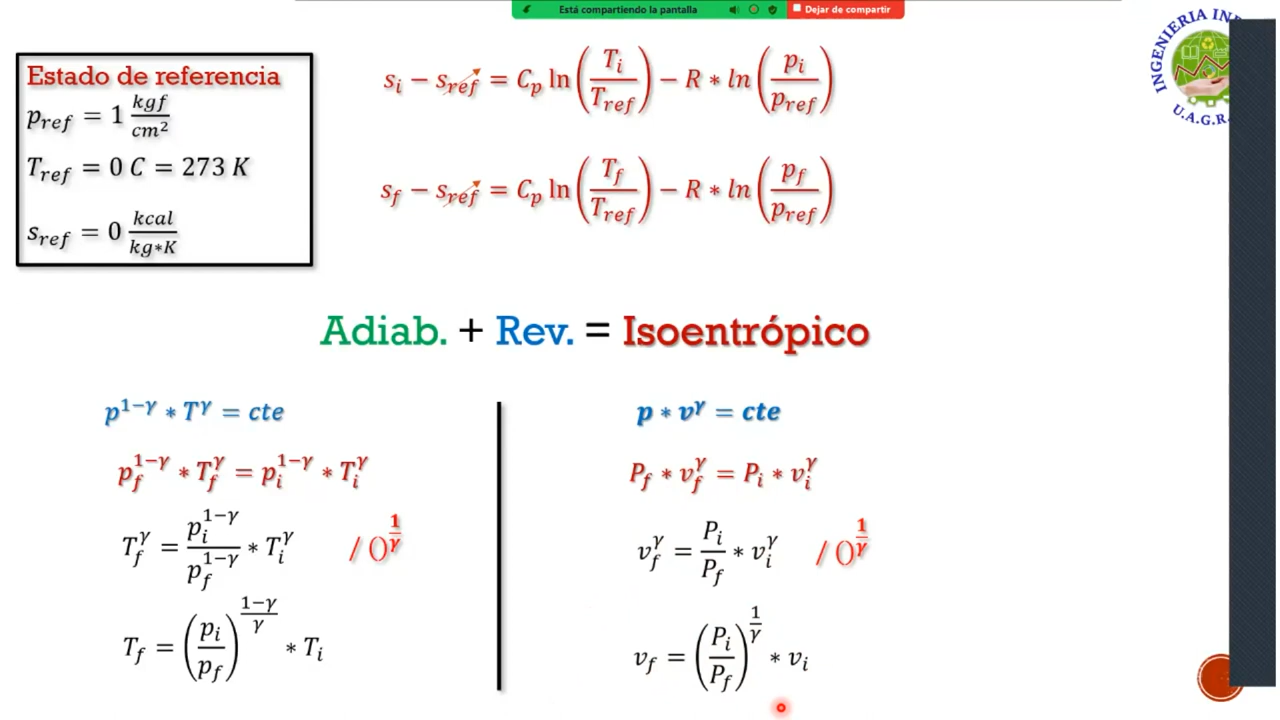 Está compartiendo la pantalla
Dejar de compartir
INGENIERIA IN
U.A.G.R.
Estado de referencia
p_ref = 1 kgf/cm²
T_ref = 0 C = 273 K
s_ref = 0 kcal/kg*K
s_i − s_ref = C_p ln(T_i/T_ref) − R * ln(p_i/p_ref)
s_f − s_ref = C_p ln(T_f/T_ref) − R * ln(p_f/p_ref)
Adiab. + Rev. = Isoentrópico
p^(1−γ) * T^γ = cte
p_f^(1−γ) * T_f^γ = p_i^(1−γ) * T_i^γ
T_f^γ = p_i^(1−γ)/p_f^(1−γ) * T_i^γ / ()^(1/γ)
T_f = (p_i/p_f)^((1−γ)/γ) * T_i
p * v^γ = cte
P_f * v_f^γ = P_i * v_i^γ
v_f^γ = P_i/P_f * v_i^γ / ()^(1/γ)
v_f = (P_i/P_f)^(1/γ) * v_i